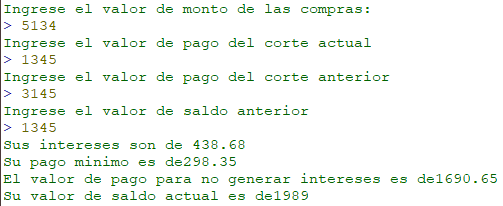 Ingrese el valor de monto de las compras:
> 5134
Ingrese el valor de pago del corte actual
> 1345
Ingrese el valor de pago del corte anterior
> 3145
Ingrese el valor de saldo anterior
> 1345
Sus intereses son de 438.68
Su pago minimo es de298.35
El valor de pago para no generar intereses es de1690.65
Su valor de saldo actual es de1989